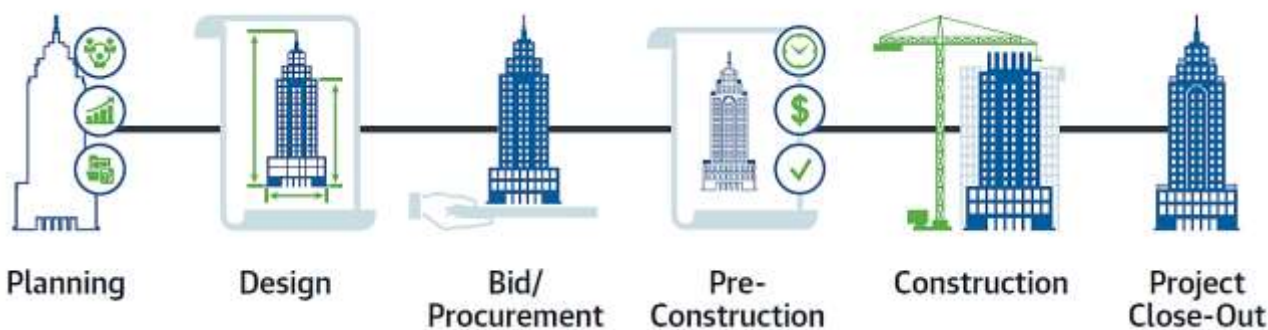 $
Planning
Design
Bid/
Procurement
Pre-
Construction
Construction
Project
Close-Out